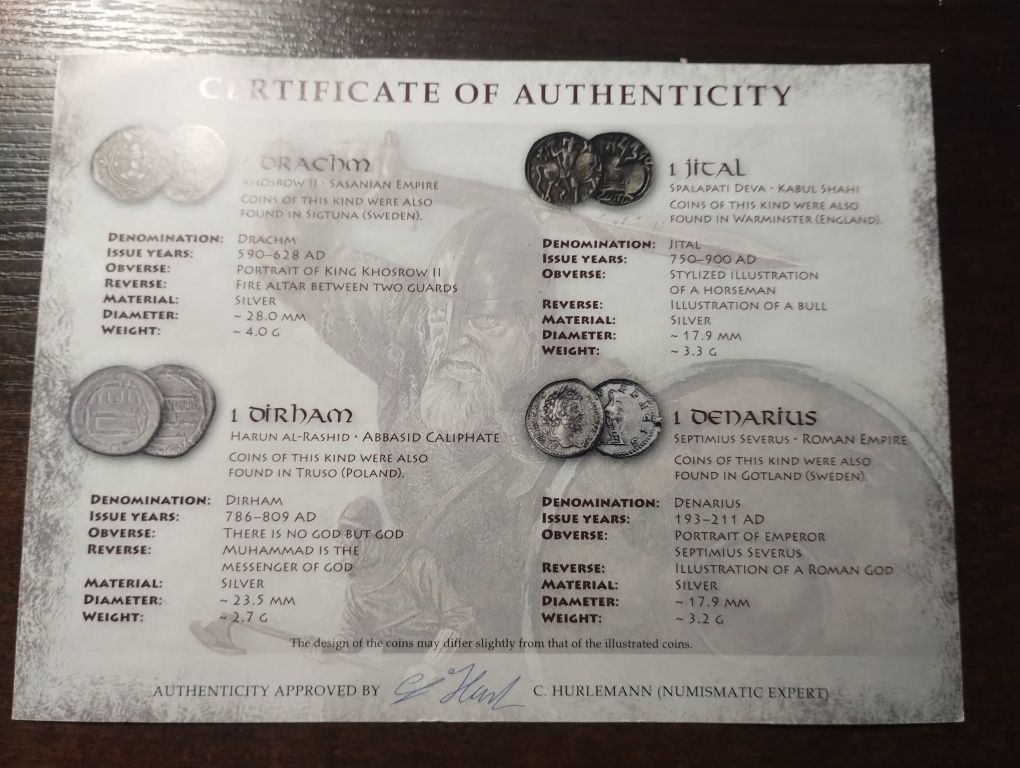 CERTIFICATE OF AUTHENTICITY
1 DRACHM
KHOSROW II · SASANIAN EMPIRE
COINS OF THIS KIND WERE ALSO
FOUND IN SIGTUNA (SWEDEN).
DENOMINATION: DRACHM
ISSUE YEARS: 590–628 AD
OBVERSE: PORTRAIT OF KING KHOSROW II
REVERSE: FIRE ALTAR BETWEEN TWO GUARDS
MATERIAL: SILVER
DIAMETER: ~ 28.0 MM
WEIGHT: ~ 4.0 G
1 JITAL
SPALAPATI DEVA · KABUL SHAHI
COINS OF THIS KIND WERE ALSO
FOUND IN WARMINSTER (ENGLAND).
DENOMINATION: JITAL
ISSUE YEARS: 750–900 AD
OBVERSE: STYLIZED ILLUSTRATION
OF A HORSEMAN
REVERSE: ILLUSTRATION OF A BULL
MATERIAL: SILVER
DIAMETER: ~ 17.9 MM
WEIGHT: ~ 3.3 G
1 DIRHAM
HARUN AL-RASHID · ABBASID CALIPHATE
COINS OF THIS KIND WERE ALSO
FOUND IN TRUSO (POLAND).
DENOMINATION: DIRHAM
ISSUE YEARS: 786–809 AD
OBVERSE: THERE IS NO GOD BUT GOD
REVERSE: MUHAMMAD IS THE
MESSENGER OF GOD
MATERIAL: SILVER
DIAMETER: ~ 23.5 MM
WEIGHT: ~ 2.7 G
1 DENARIUS
SEPTIMIUS SEVERUS · ROMAN EMPIRE
COINS OF THIS KIND WERE ALSO
FOUND IN GOTLAND (SWEDEN).
DENOMINATION: DENARIUS
ISSUE YEARS: 193–211 AD
OBVERSE: PORTRAIT OF EMPEROR
SEPTIMIUS SEVERUS
REVERSE: ILLUSTRATION OF A ROMAN GOD
MATERIAL: SILVER
DIAMETER: ~ 17.9 MM
WEIGHT: ~ 3.2 G
The design of the coins may differ slightly from that of the illustrated coins.
AUTHENTICITY APPROVED BY C. HURLEMANN (NUMISMATIC EXPERT)